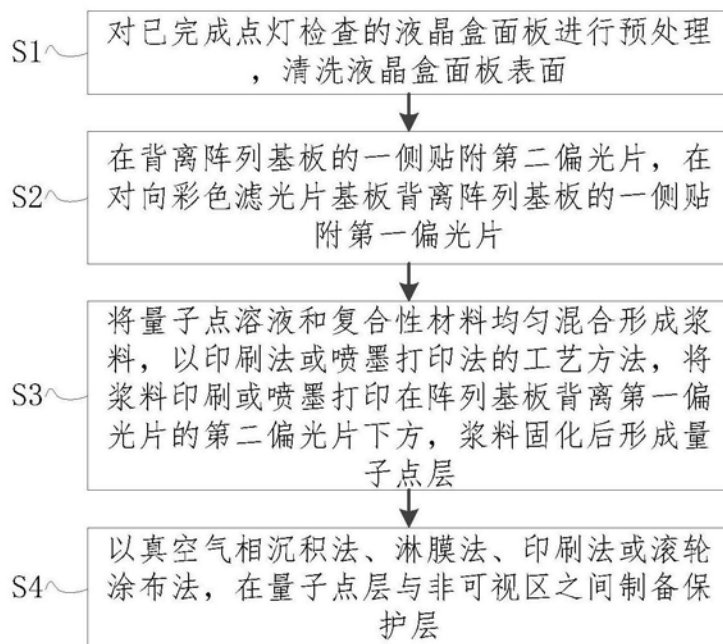 S1
对已完成点灯检查的液晶盒面板进行预处理
，清洗液晶盒面板表面
S2
在背离阵列基板的一侧贴附第二偏光片，在
对向彩色滤光片基板背离阵列基板的一侧贴
附第一偏光片
S3
将量子点溶液和复合性材料均匀混合形成浆
料，以印刷法或喷墨打印法的工艺方法，将
浆料印刷或喷墨打印在阵列基板背离第一偏
光片的第二偏光片下方，浆料固化后形成量
子点层
S4
以真空气相沉积法、淋膜法、印刷法或滚轮
涂布法，在量子点层与非可视区之间制备保
护层